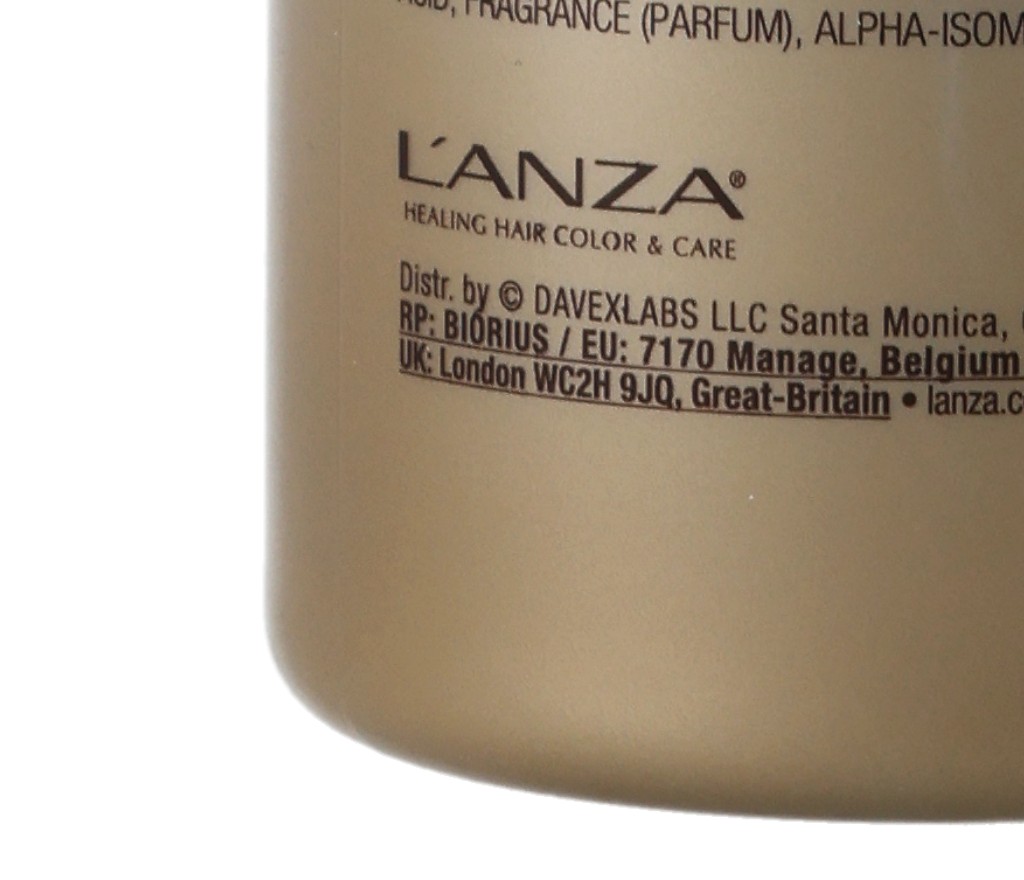 FRAGRANCE (PARFUM), ALPHA-ISOM
L'ANZA®
HEALING HAIR COLOR & CARE
Distr. by © DAVEXLABS LLC Santa Monica,
RP: BIORIUS / EU: 7170 Manage, Belgium
UK: London WC2H 9JQ, Great-Britain • lanza.c